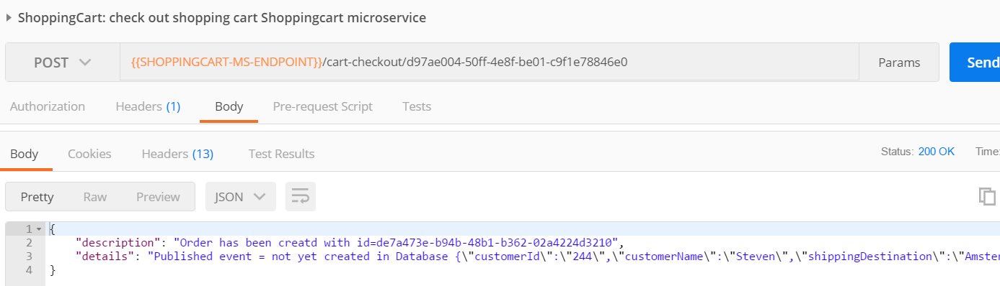 ShoppingCart: check out shopping cart Shoppingcart microservice
POST {{SHOPPINGCART-MS-ENDPOINT}}/cart-checkout/d97ae004-50ff-4e8f-be01-c9f1e78846e0 Params Send
Authorization Headers (1) Body Pre-request Script Tests
Body Cookies Headers (13) Test Results Status: 200 OK Time:
Pretty Raw Preview JSON
1 {
2 "description": "Order has been creatd with id=de7a473e-b94b-48b1-b362-02a4224d3210",
3 "details": "Published event = not yet created in Database {\"customerId\":\"244\",\"customerName\":\"Steven\",\"shippingDestination\":\"Amster
4 }